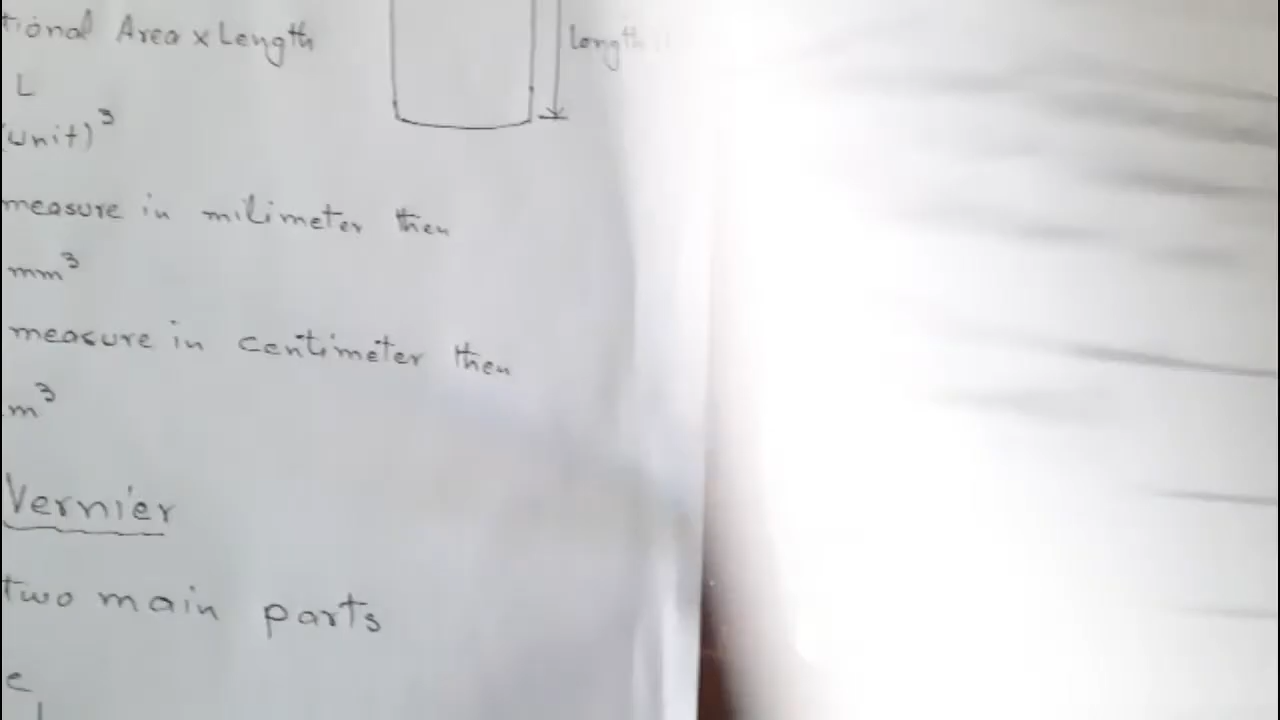 tional Area x Length
Length
L
(unit)³
measure in milimeter then
mm³
measure in centimeter then
m³
Vernier
two main parts
e